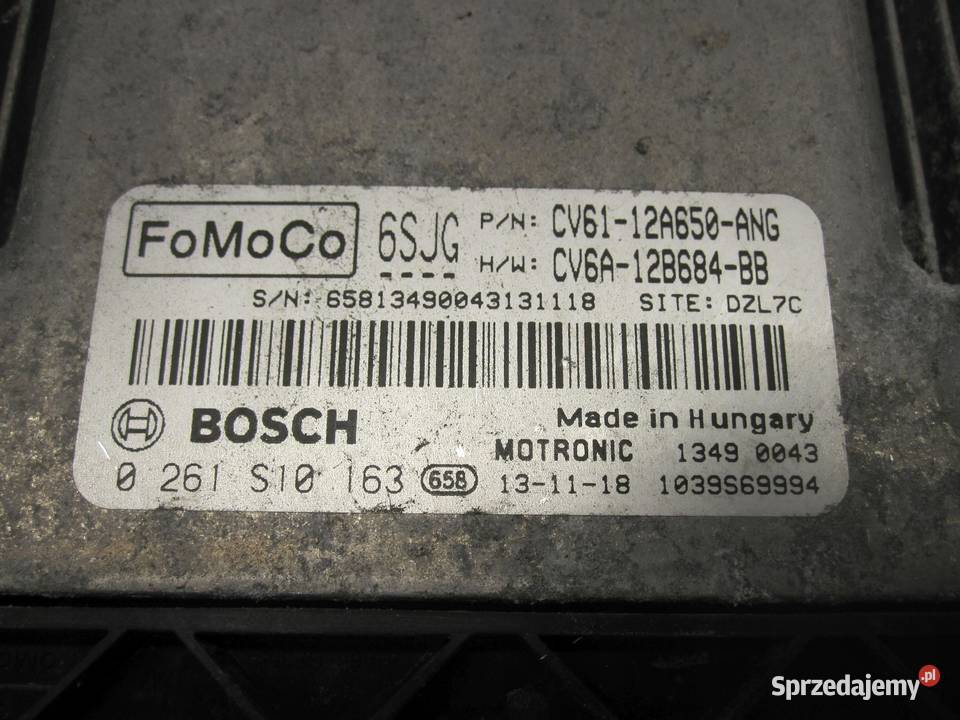 FoMoCo 6SJG P/N: CV61-12A650-ANG
H/W: CV6A-12B684-BB
S/N: 65813490043131118 SITE: DZL7C
BOSCH Made in Hungary
MOTRONIC 1349 0043
0 261 S10 163 658 13-11-18 1039S69994
Sprzedajemy.pl